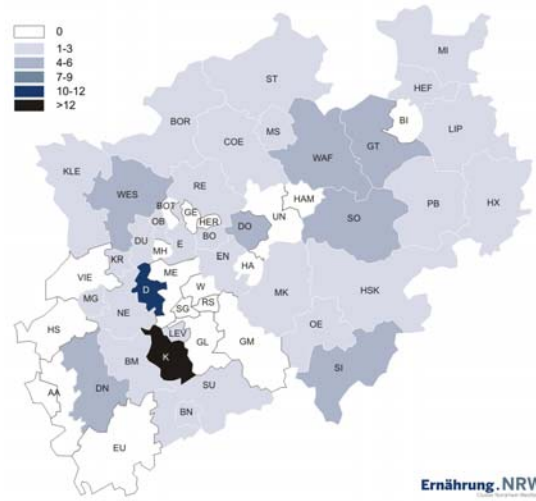 0
1-3
4-6
7-9
10-12
>12
MI
ST
HEF
BI
LIP
BOR
MS
COE
WAF
GT
KLE
WES
RE
HAM
UN
SO
PB
HX
BOT
GE
HER
OB
DO
DU
E
BO
MH
EN
HA
KR
VIE
ME
W
MK
HSK
D
MG
SG
RS
NE
OE
HS
LEV
GL
GM
K
BM
SI
AA
DN
SU
BN
EU
Ernährung.NRW